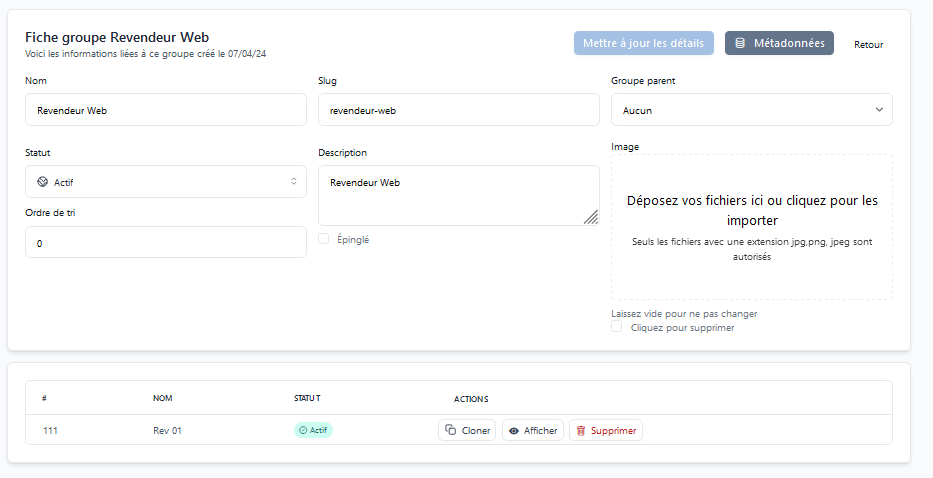 Fiche groupe Revendeur Web
Voici les informations liées à ce groupe créé le 07/04/24
Mettre à jour les détails
Métadonnées
Retour
Nom
Slug
Groupe parent
Revendeur Web
revendeur-web
Aucun
Statut
Description
Image
Actif
Revendeur Web
Déposez vos fichiers ici ou cliquez pour les
importer
Seuls les fichiers avec une extension jpg,png, jpeg sont
autorisés
Ordre de tri
0
Épinglé
Laissez vide pour ne pas changer
Cliquez pour supprimer
# NOM STATUT ACTIONS
111 Rev 01 Actif Cloner Afficher Supprimer